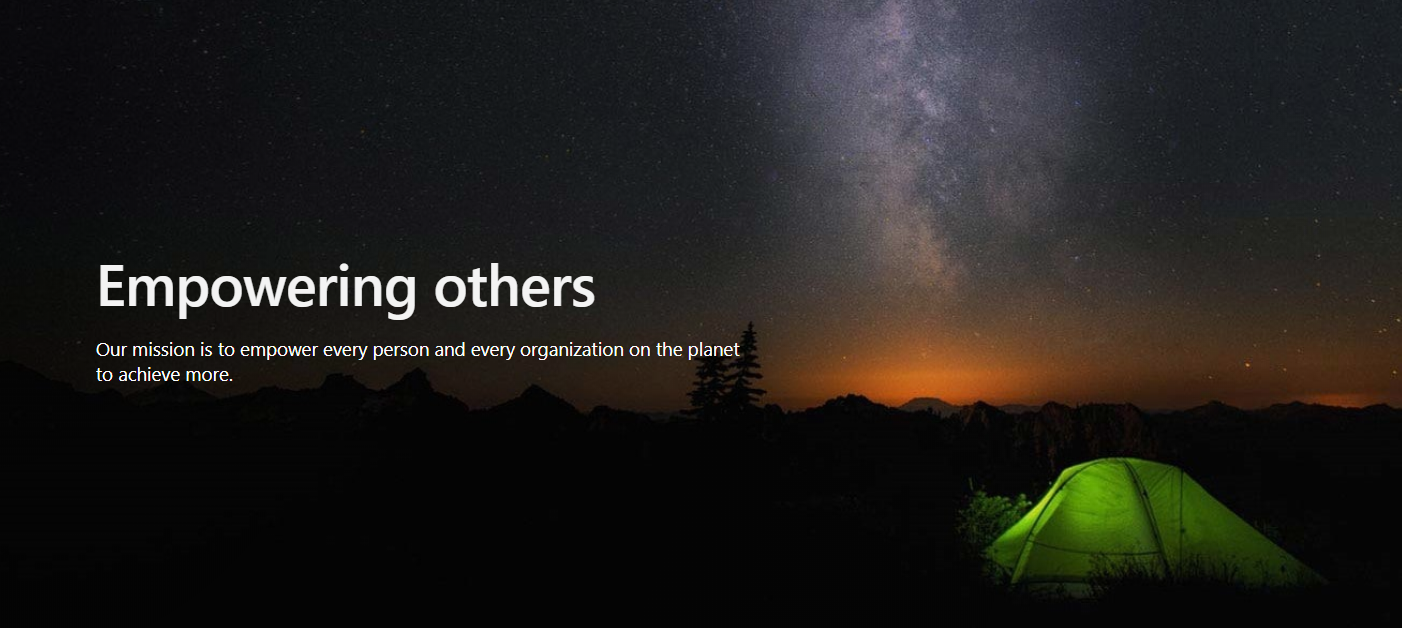 Empowering others
Our mission is to empower every person and every organization on the planet
to achieve more.